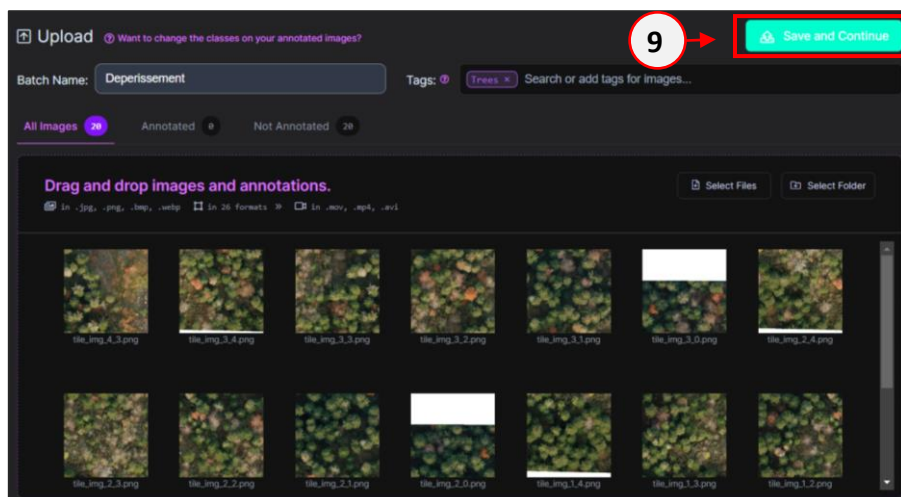 Upload Want to change the classes on your annotated images?
9
Save and Continue
Batch Name: Deperissement Tags: Trees × Search or add tags for images...
All Images 20 Annotated 0 Not Annotated 20
Drag and drop images and annotations.
Select Files Select Folder
in .jpg, .png, .bmp, .webp in 26 formats » in .mov, .mp4, .avi
tile_img_4_3.png tile_img_3_4.png tile_img_3_3.png tile_img_3_2.png tile_img_3_1.png tile_img_3_0.png tile_img_2_4.png
tile_img_2_3.png tile_img_2_2.png tile_img_2_1.png tile_img_2_0.png tile_img_1_4.png tile_img_1_3.png tile_img_1_2.png